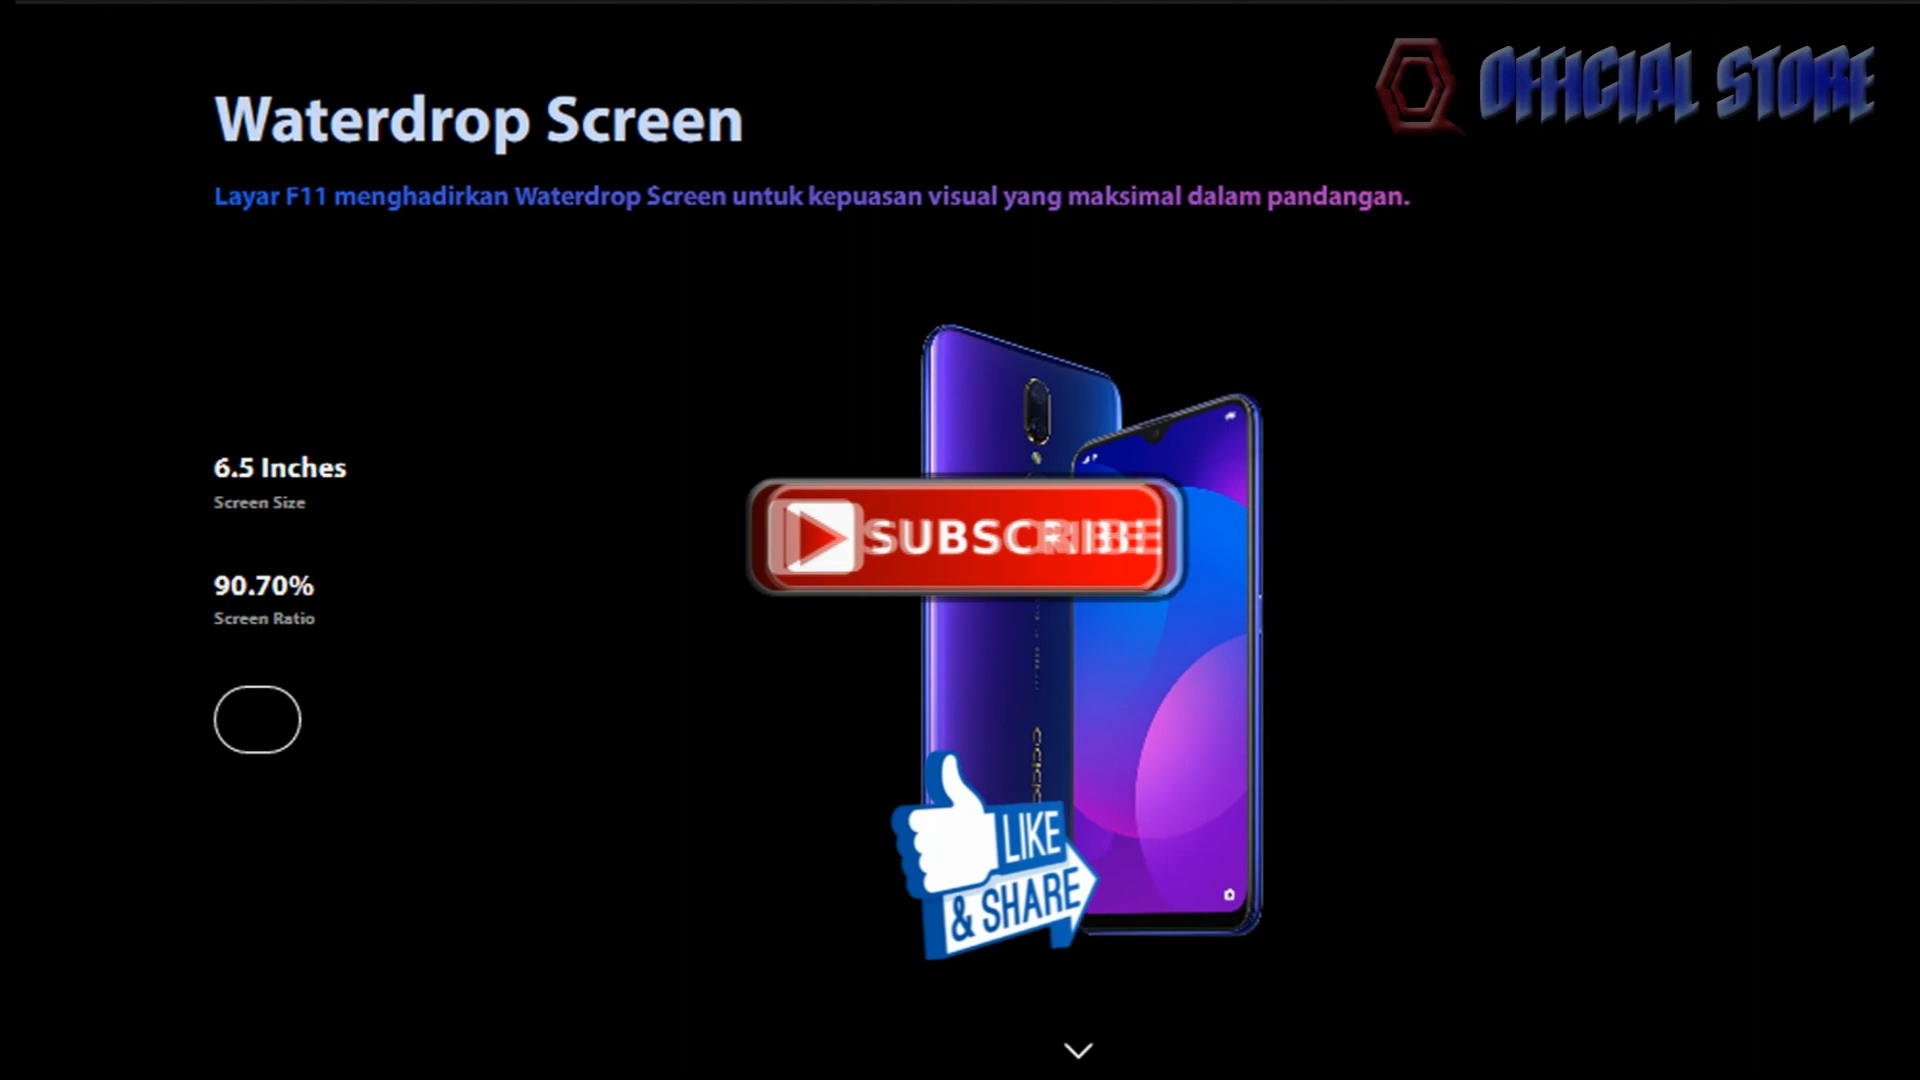 OFFICIAL STORE
Waterdrop Screen
Layar F11 menghadirkan Waterdrop Screen untuk kepuasan visual yang maksimal dalam pandangan.
6.5 Inches
Screen Size
90.70%
Screen Ratio
SUBSCRIBE
LIKE
& SHARE